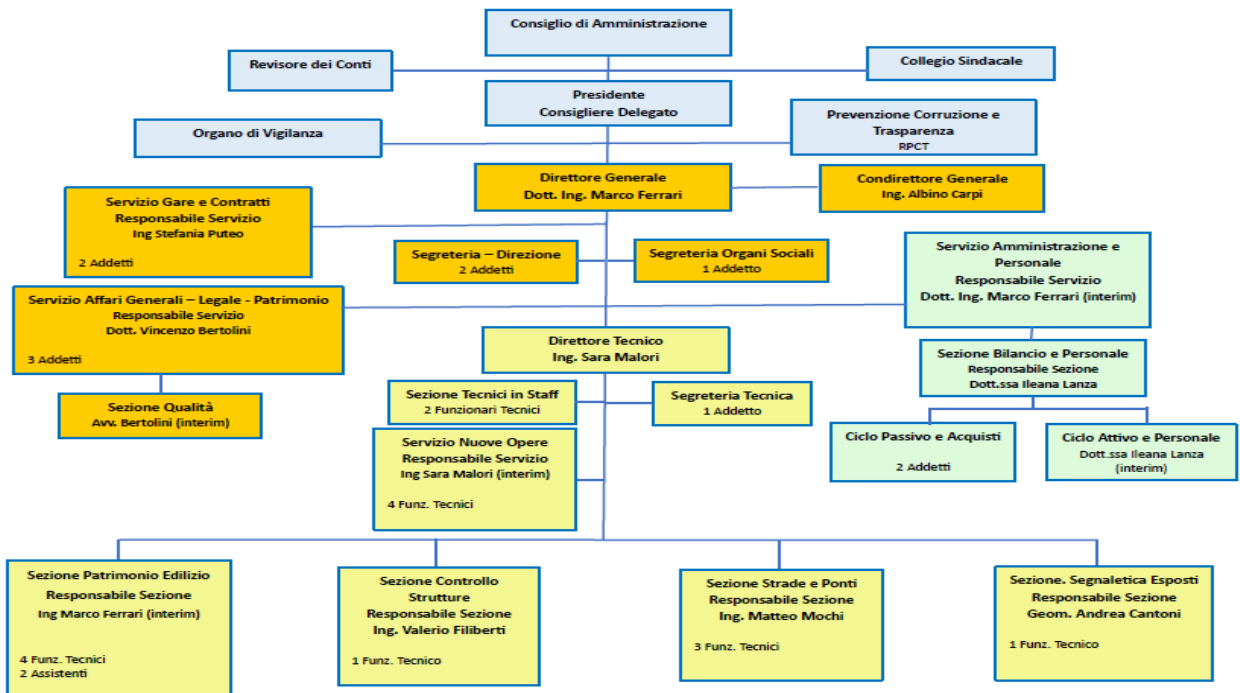 Consiglio di Amministrazione
Revisore dei Conti
Collegio Sindacale
Presidente
Consigliere Delegato
Organo di Vigilanza
Prevenzione Corruzione e
Trasparenza
RPCT
Direttore Generale
Dott. Ing. Marco Ferrari
Condirettore Generale
Ing. Albino Carpi
Servizio Gare e Contratti
Responsabile Servizio
Ing Stefania Puteo
2 Addetti
Segreteria – Direzione
2 Addetti
Segreteria Organi Sociali
1 Addetto
Servizio Amministrazione e
Personale
Responsabile Servizio
Dott. Ing. Marco Ferrari (interim)
Servizio Affari Generali – Legale - Patrimonio
Responsabile Servizio
Dott. Vincenzo Bertolini
3 Addetti
Direttore Tecnico
Ing. Sara Malori
Sezione Bilancio e Personale
Responsabile Sezione
Dott.ssa Ileana Lanza
Sezione Qualità
Avv. Bertolini (interim)
Sezione Tecnici in Staff
2 Funzionari Tecnici
Segreteria Tecnica
1 Addetto
Ciclo Passivo e Acquisti
2 Addetti
Ciclo Attivo e Personale
Dott.ssa Ileana Lanza
(interim)
Servizio Nuove Opere
Responsabile Servizio
Ing Sara Malori (interim)
4 Funz. Tecnici
Sezione Patrimonio Edilizio
Responsabile Sezione
Ing Marco Ferrari (interim)
4 Funz. Tecnici
2 Assistenti
Sezione Controllo
Strutture
Responsabile Sezione
Ing. Valerio Filiberti
1 Funz. Tecnico
Sezione Strade e Ponti
Responsabile Sezione
Ing. Matteo Mochi
3 Funz. Tecnici
Sezione. Segnaletica Esposti
Responsabile Sezione
Geom. Andrea Cantoni
1 Funz. Tecnico